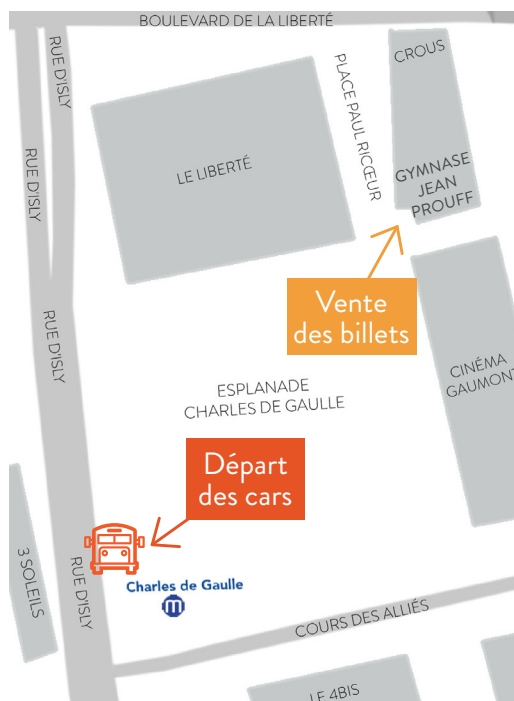 BOULEVARD DE LA LIBERTÉ
RUE D'ISLY
CROUS
PLACE PAUL RICŒUR
RUE D'ISLY
LE LIBERTÉ
GYMNASE
JEAN
PROUFF
Vente
des billets
RUE D'ISLY
CINÉMA
GAUMONT
ESPLANADE
CHARLES DE GAULLE
Départ
des cars
3 SOLEILS
RUE D'ISLY
Charles de Gaulle
m
COURS DES ALLIÉS
LE 4BIS